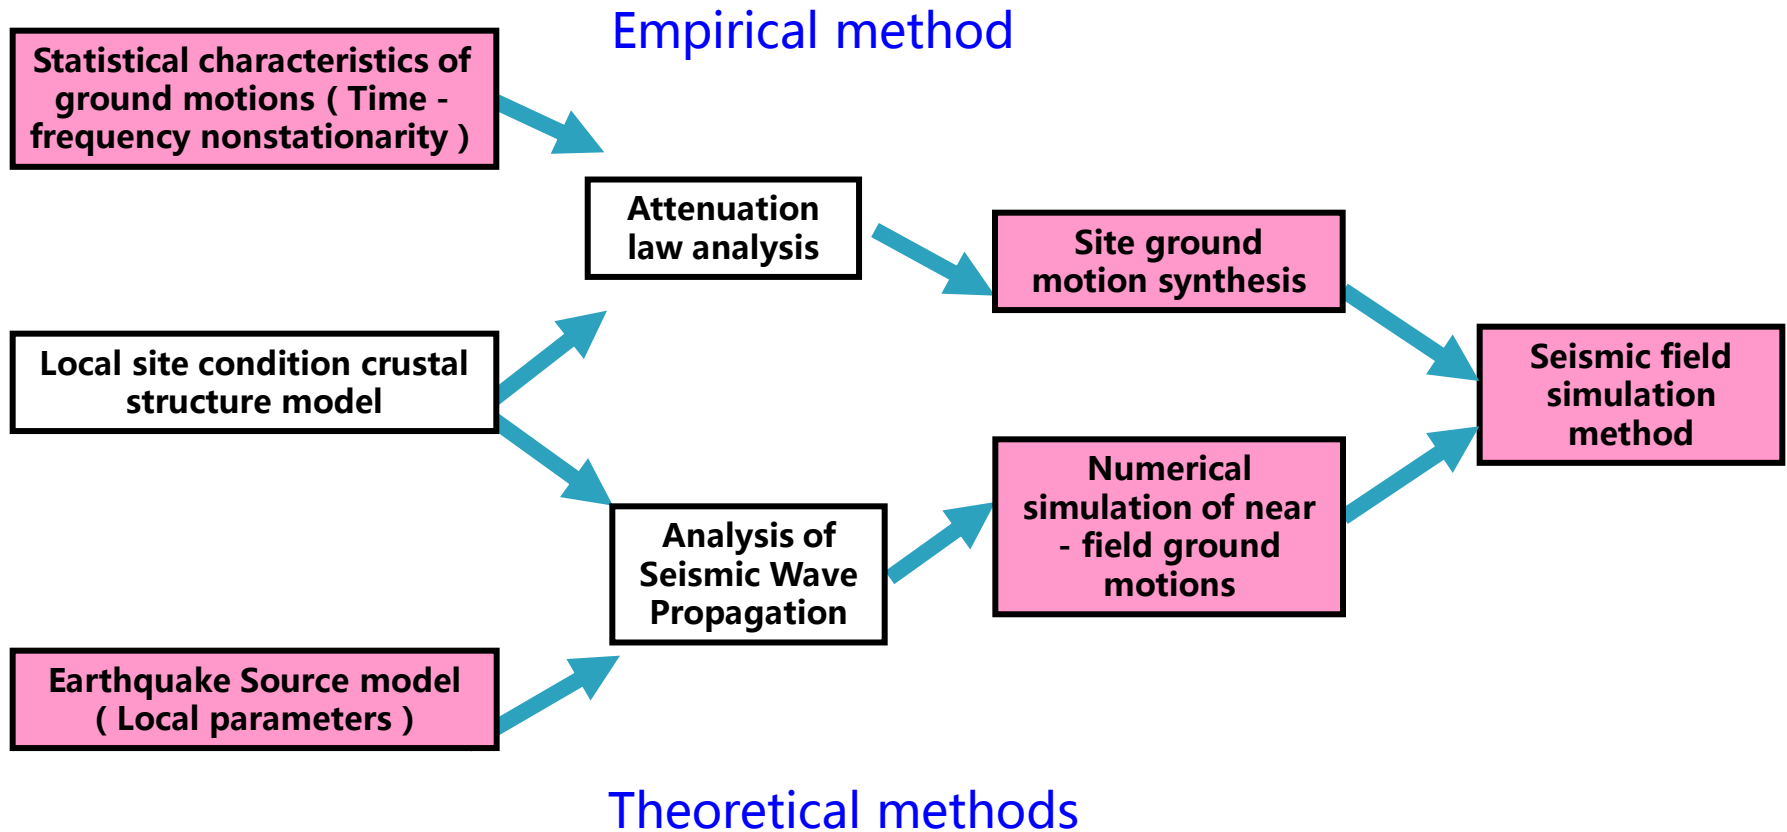 Empirical method
Statistical characteristics of
ground motions ( Time -
frequency nonstationarity )
Attenuation
law analysis
Site ground
motion synthesis
Local site condition crustal
structure model
Seismic field
simulation
method
Numerical
simulation of near
- field ground
motions
Analysis of
Seismic Wave
Propagation
Earthquake Source model
( Local parameters )
Theoretical methods